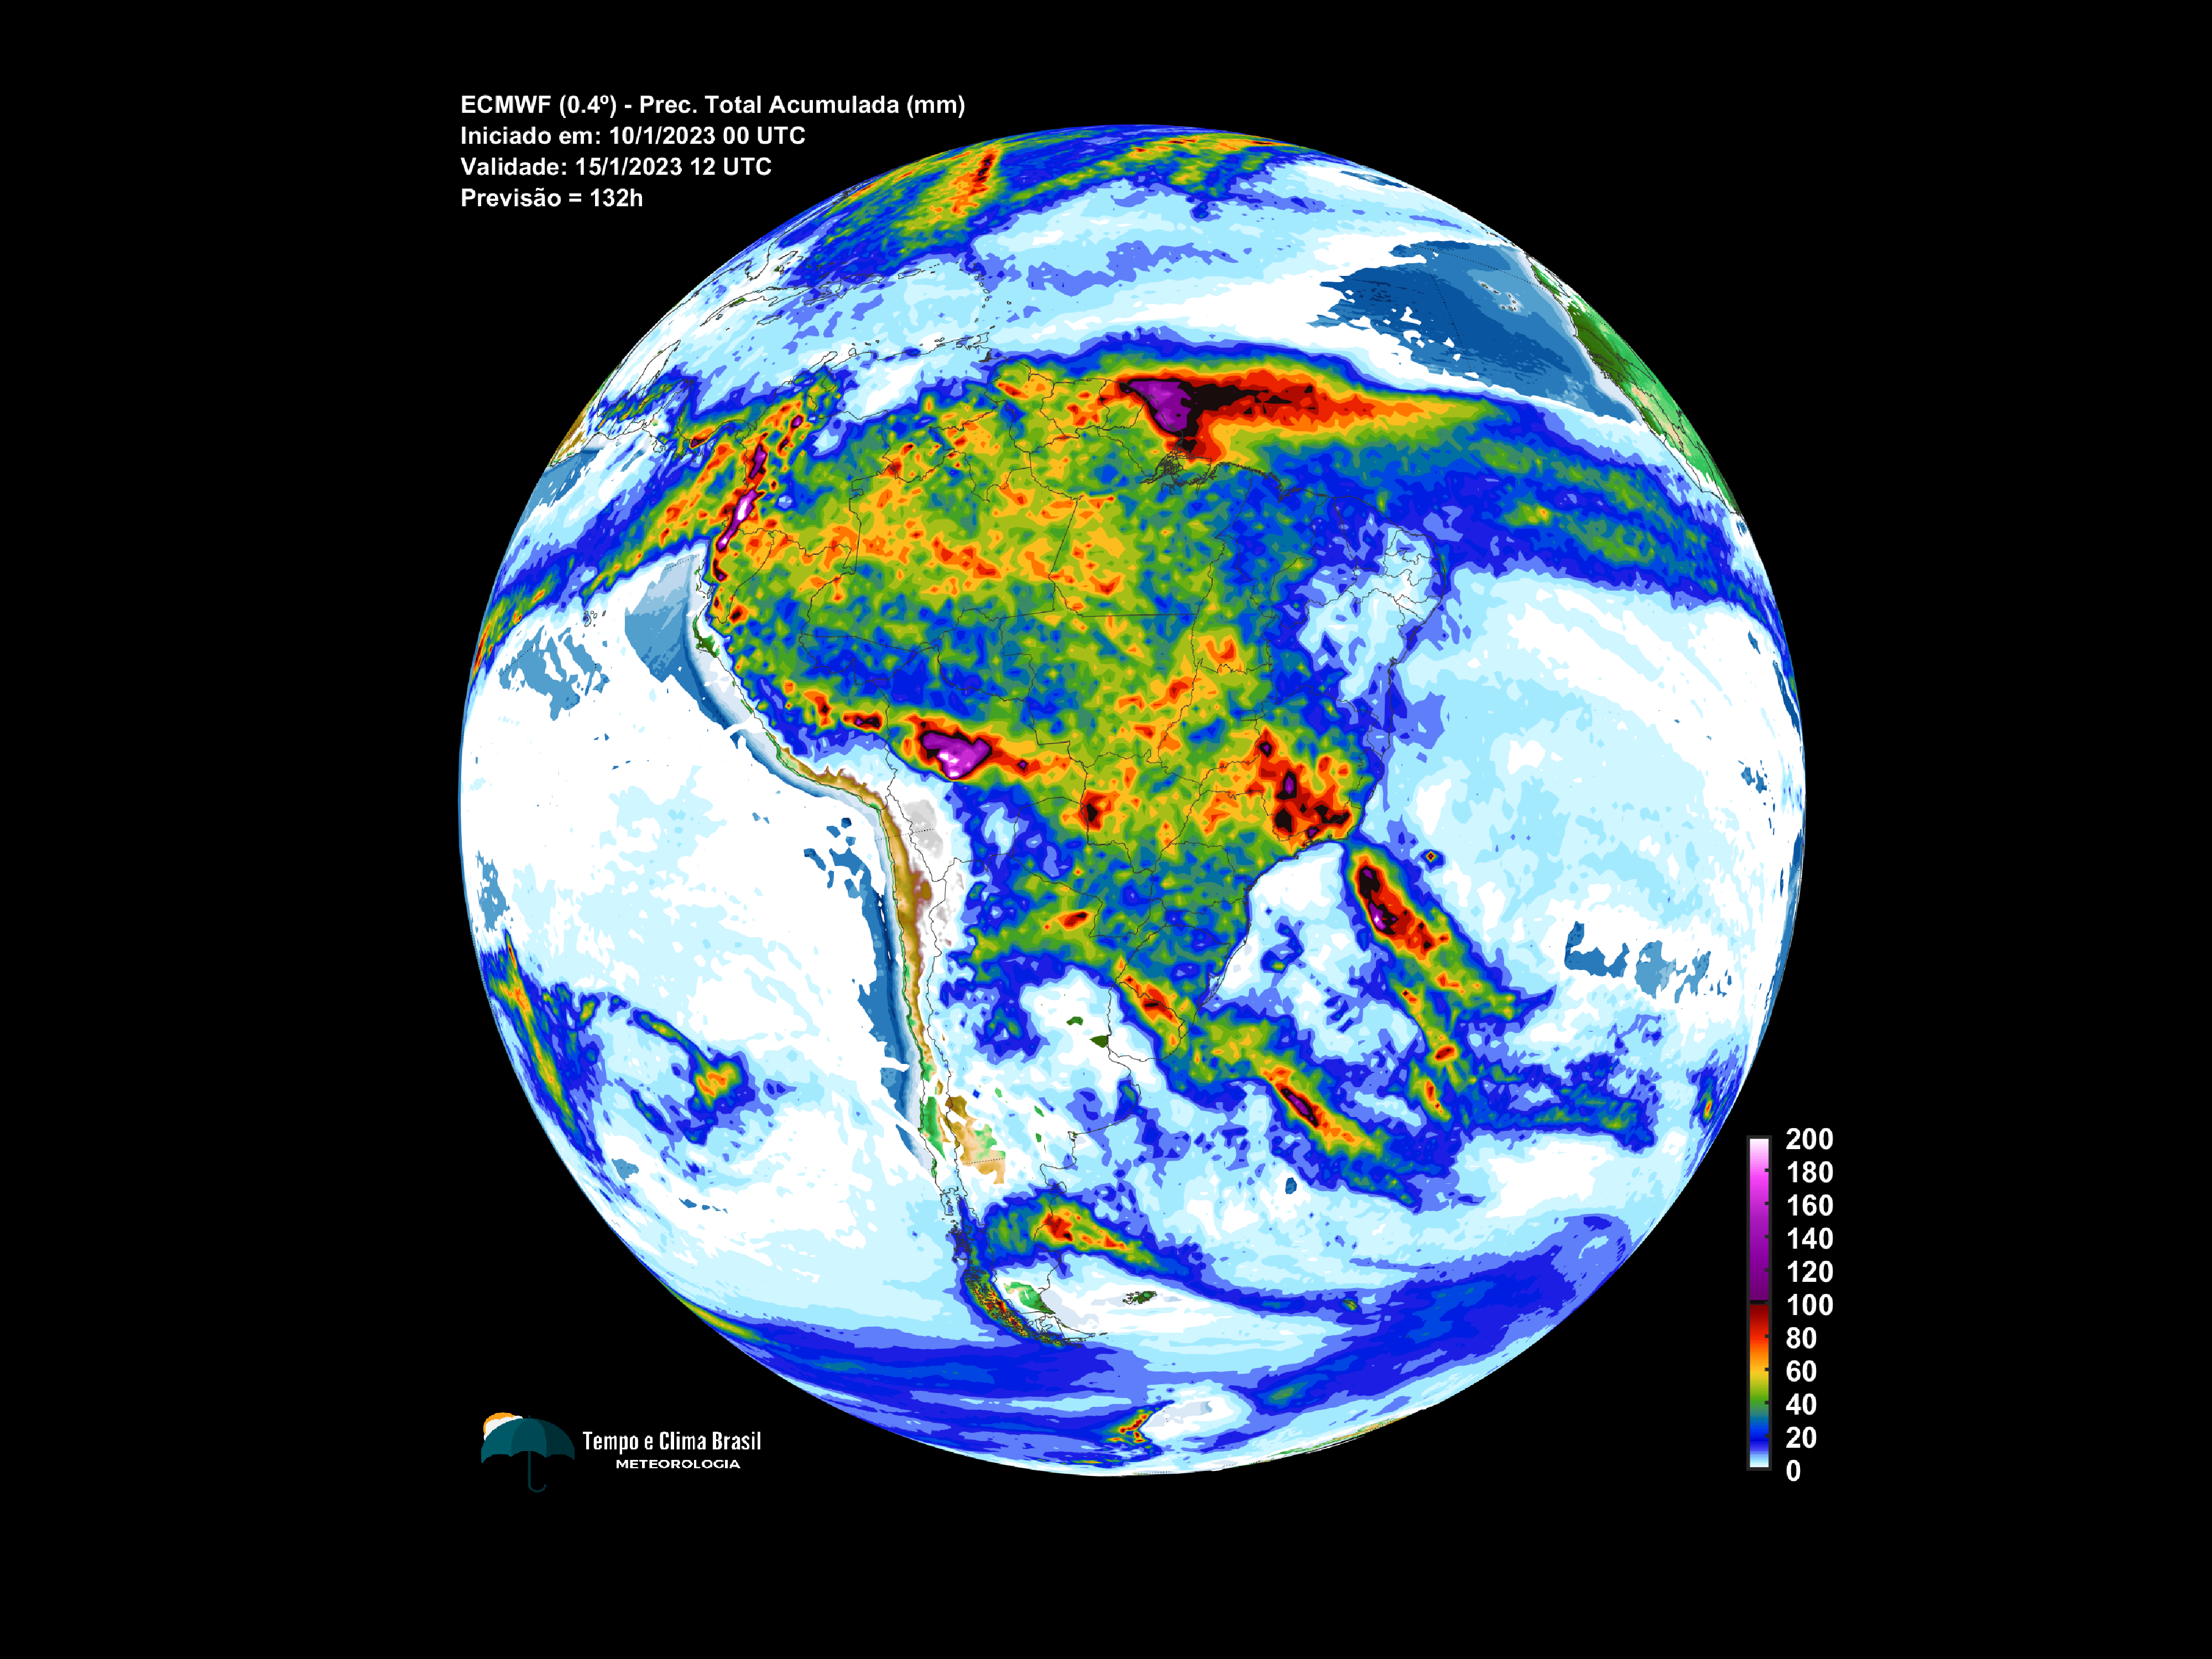 ECMWF (0.4º) - Prec. Total Acumulada (mm)
Iniciado em: 10/1/2023 00 UTC
Validade: 15/1/2023 12 UTC
Previsão = 132h
200
180
160
140
120
100
80
60
40
20
0
Tempo e Clima Brasil
METEOROLOGIA